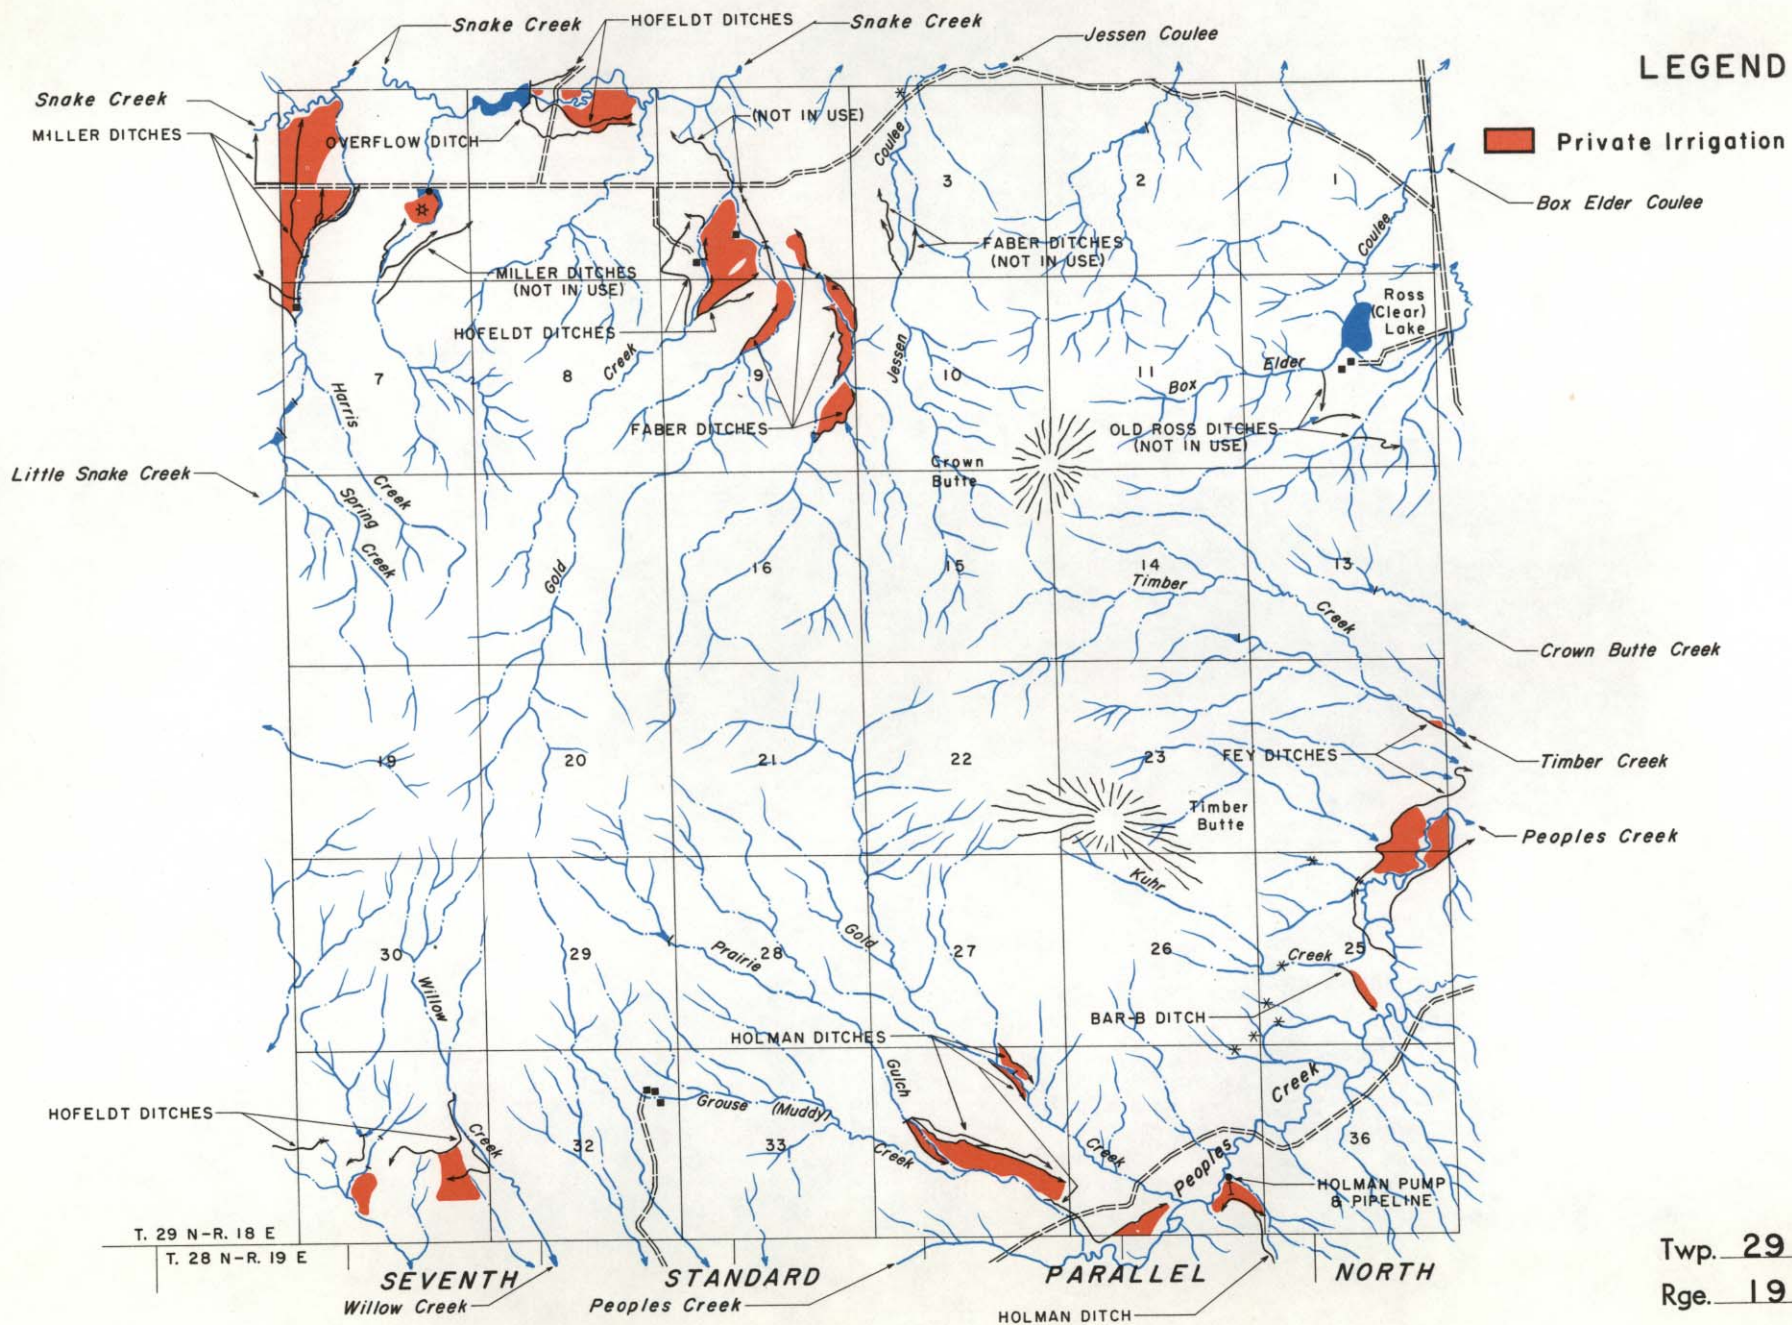 Snake Creek
HOFELDT DITCHES
Snake Creek
Jessen Coulee
LEGEND
Snake Creek
MILLER DITCHES
OVERFLOW DITCH
(NOT IN USE)
Private Irrigation
Coulee
3
2
1
Box Elder Coulee
Coulee
FABER DITCHES
(NOT IN USE)
MILLER DITCHES
(NOT IN USE)
HOFELDT DITCHES
Ross
(Clear)
Lake
Harris
7
8
Creek
9
Jessen
10
11
Box
Elder
FABER DITCHES
OLD ROSS DITCHES
(NOT IN USE)
Crown
Butte
Little Snake Creek
Spring
Creek
Creek
Gold
16
15
14
Timber
13
Creek
Crown Butte Creek
19
20
21
22
23
FEY DITCHES
Timber Creek
Timber
Butte
Peoples Creek
Kuhr
30
Willow
29
Prairie
28
Gold
27
26
Creek
25
BAR-B DITCH
HOLMAN DITCHES
Gulch
Creek
HOFELDT DITCHES
Creek
Grouse (Muddy)
32
33
Creek
Creek
Peoples
36
HOLMAN PUMP
& PIPELINE
T. 29 N-R. 18 E
T. 28 N-R. 19 E
SEVENTH STANDARD PARALLEL NORTH
Willow Creek
Peoples Creek
HOLMAN DITCH
Twp. 29
Rge. 19